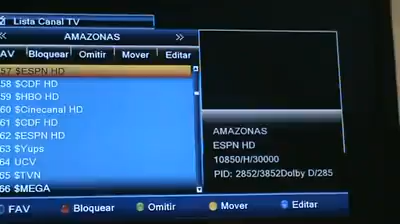 Lista Canal TV
AMAZONAS
FAV Bloquear Omitir Mover Editar
57 $ESPN HD
58 $CDF HD
59 $HBO HD
60 $Cinecanal HD
61 $CDF HD
62 $ESPN HD
63 $Yups
64 UCV
65 $TVN
66 $MEGA
AMAZONAS
ESPN HD
10850/H/30000
PID: 2852/3852Dolby D/285
FAV Bloquear Omitir Mover Editar